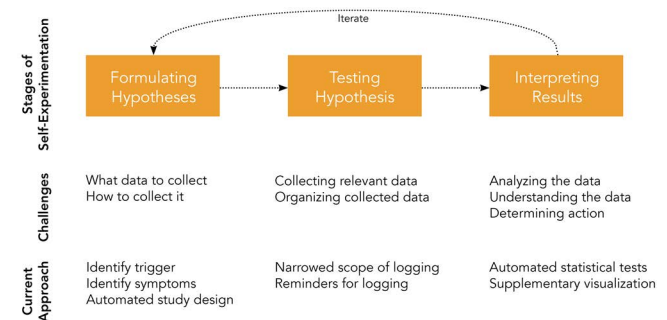 Iterate
Stages of
Self-Experimentation
Formulating
Hypotheses
Testing
Hypothesis
Interpreting
Results
Challenges
What data to collect
How to collect it
Collecting relevant data
Organizing collected data
Analyzing the data
Understanding the data
Determining action
Current
Approach
Identify trigger
Identify symptoms
Automated study design
Narrowed scope of logging
Reminders for logging
Automated statistical tests
Supplementary visualization